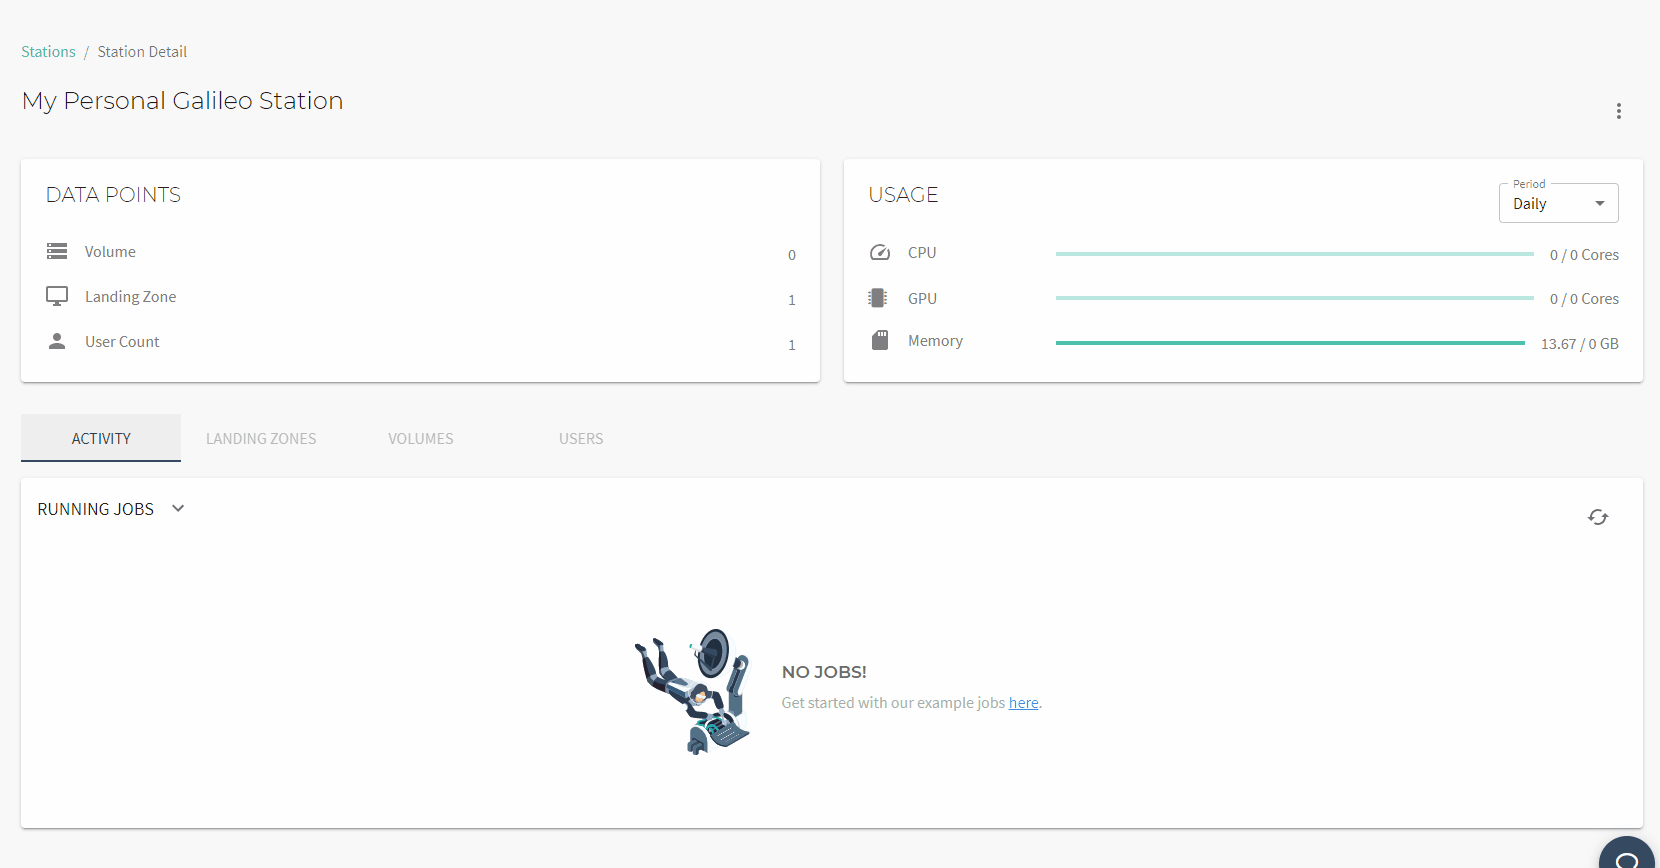 Stations / Station Detail
My Personal Galileo Station
DATA POINTS
Volume 0
Landing Zone 1
User Count 1
USAGE
Period
Daily
CPU 0 / 0 Cores
GPU 0 / 0 Cores
Memory 13.67 / 0 GB
ACTIVITY LANDING ZONES VOLUMES USERS
RUNNING JOBS
NO JOBS!
Get started with our example jobs here.